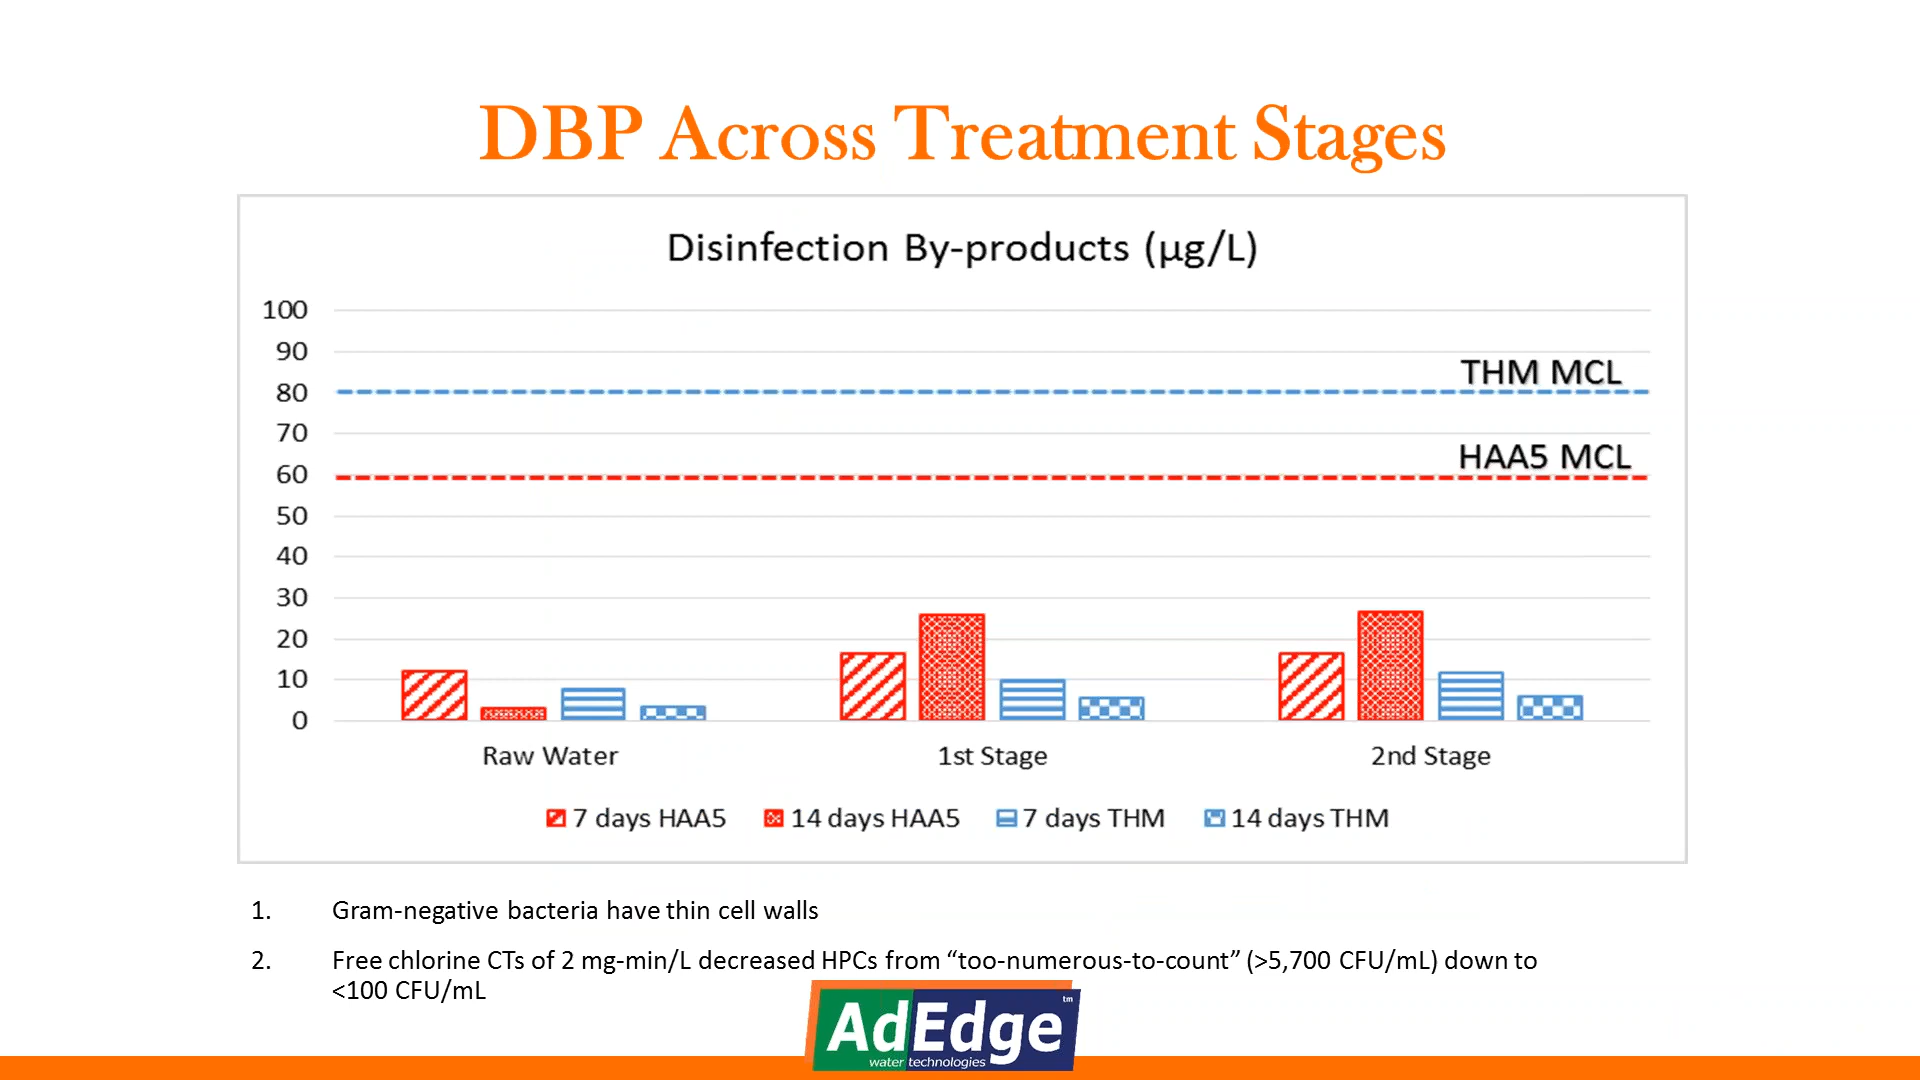 DBP Across Treatment Stages
Disinfection By-products (µg/L)
100
90
80
70
60
50
40
30
20
10
0
THM MCL
HAA5 MCL
Raw Water
1st Stage
2nd Stage
7 days HAA5
14 days HAA5
7 days THM
14 days THM
1. Gram-negative bacteria have thin cell walls
2. Free chlorine CTs of 2 mg-min/L decreased HPCs from “too-numerous-to-count” (>5,700 CFU/mL) down to
<100 CFU/mL
AdEdge tm
water technologies